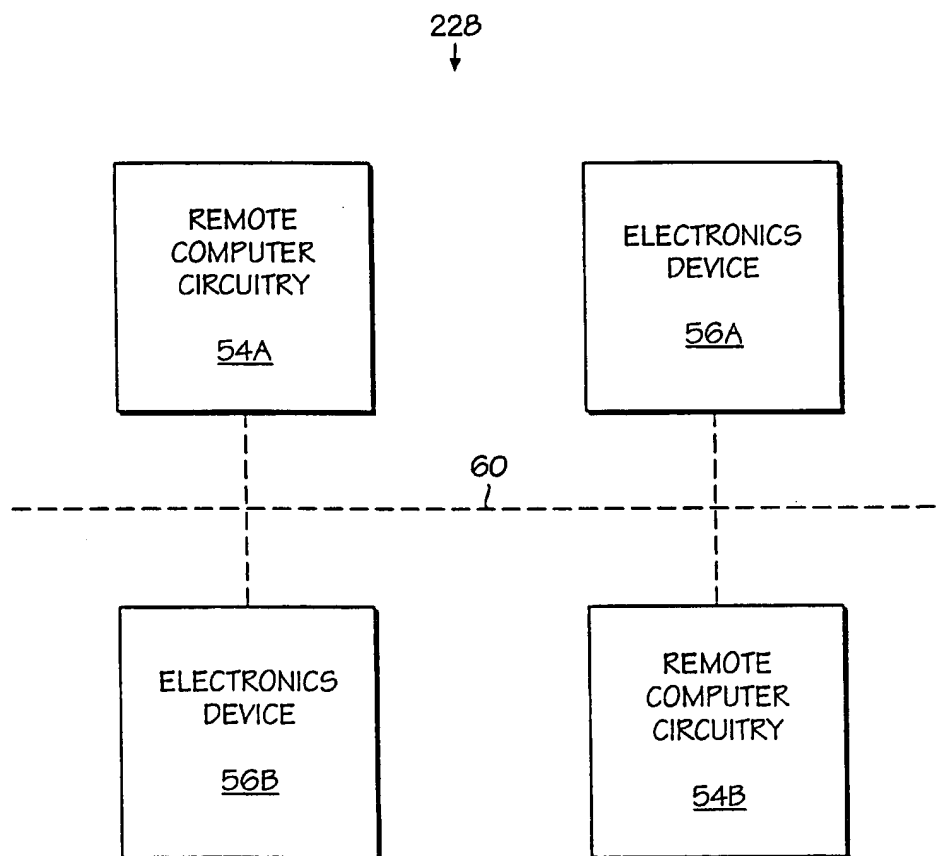 228
REMOTE
COMPUTER
CIRCUITRY
54A
ELECTRONICS
DEVICE
56A
60
ELECTRONICS
DEVICE
56B
REMOTE
COMPUTER
CIRCUITRY
54B